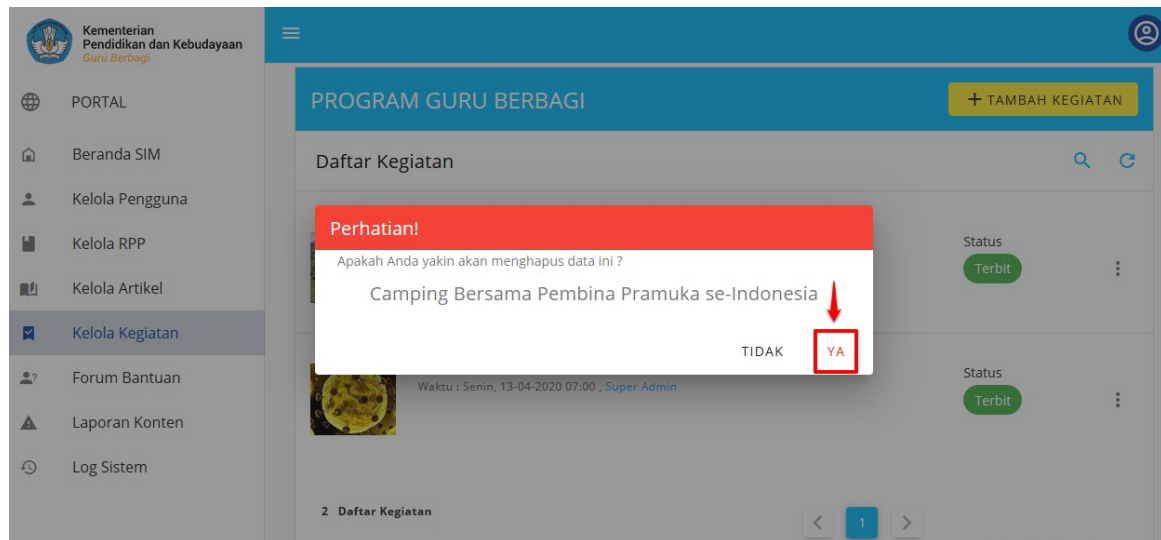 Kementerian
Pendidikan dan Kebudayaan
Guru Berbagi
PORTAL
Beranda SIM
Kelola Pengguna
Kelola RPP
Kelola Artikel
Kelola Kegiatan
Forum Bantuan
Laporan Konten
Log Sistem
PROGRAM GURU BERBAGI
+ TAMBAH KEGIATAN
Daftar Kegiatan
Perhatian!
Apakah Anda yakin akan menghapus data ini ?
Camping Bersama Pembina Pramuka se-Indonesia
TIDAK YA
Status
Terbit
Waktu : Senin, 13-04-2020 07:00 , Super Admin
Status
Terbit
2 Daftar Kegiatan
< 1 >